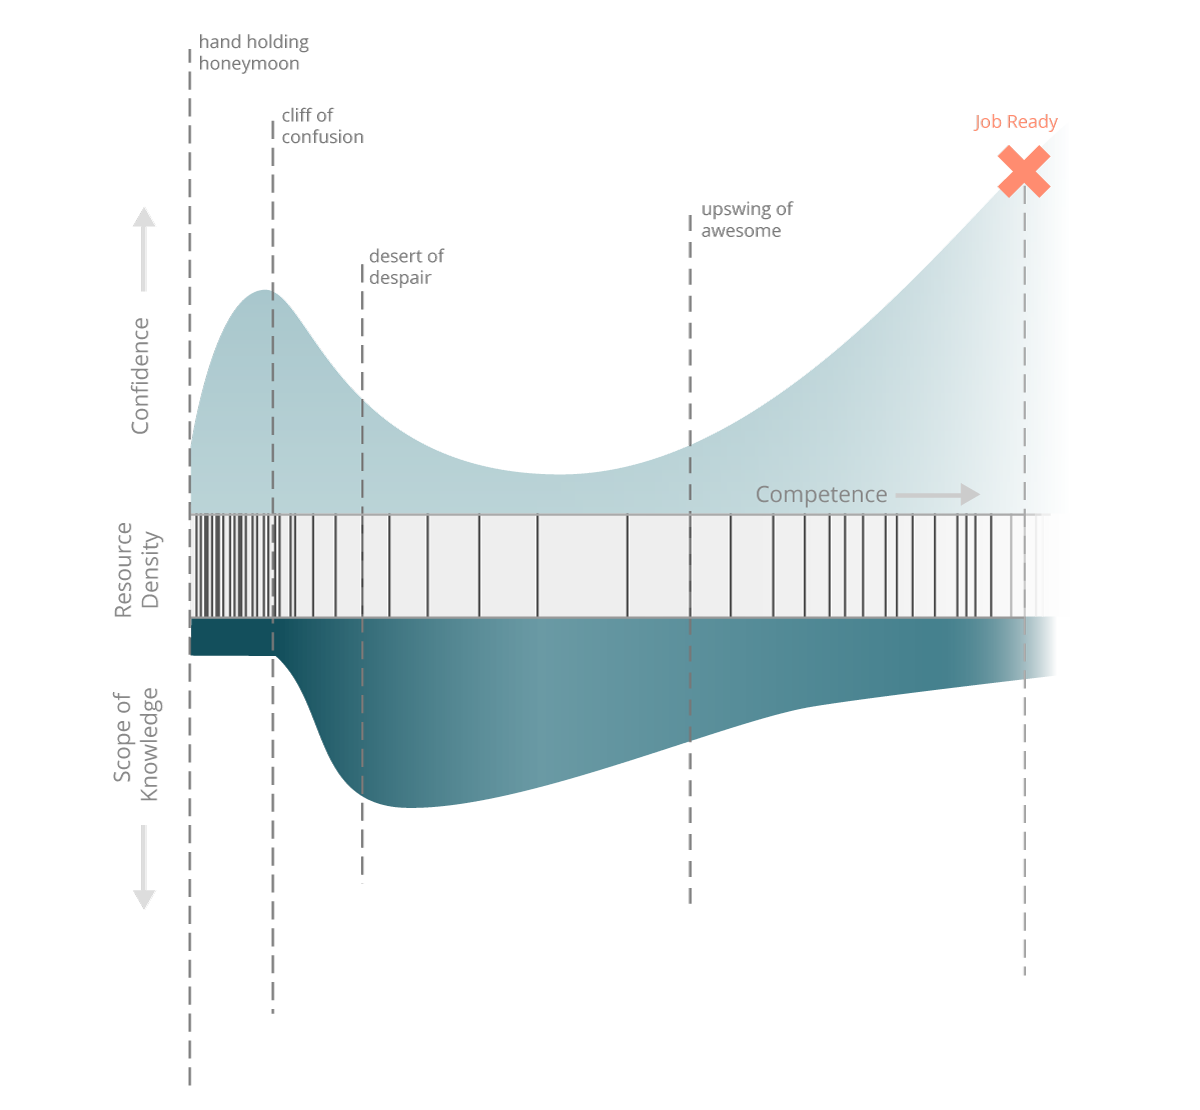 hand holding
honeymoon
cliff of
confusion
Job Ready
upswing of
awesome
desert of
despair
Confidence
Competence
Resource
Density
Scope of
Knowledge